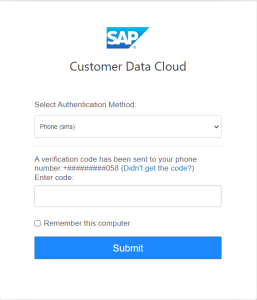 SAP
Customer Data Cloud
Select Authentication Method:
Phone (sms)
A verification code has been sent to your phone
number:+#########058 (Didn't get the code?)
Enter code:
Remember this computer
Submit